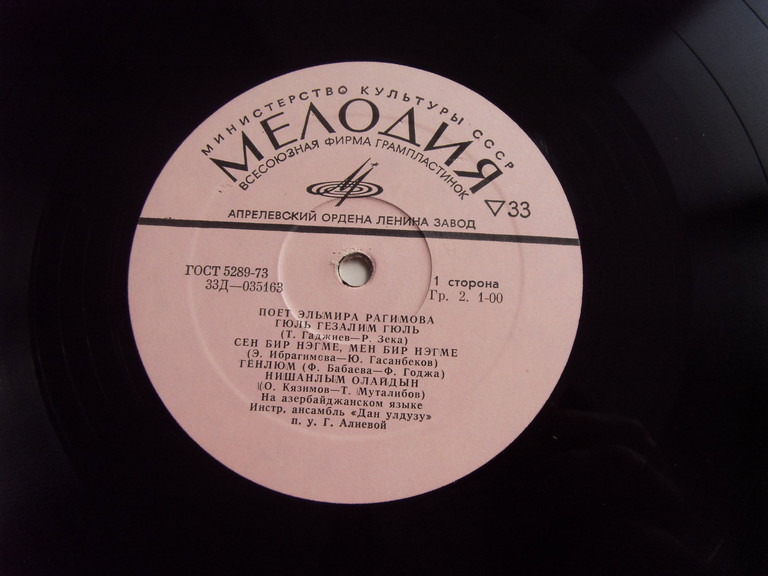 МИНИСТЕРСТВО КУЛЬТУРЫ СССР
МЕЛОДИЯ
ВСЕСОЮЗНАЯ ФИРМА ГРАМПЛАСТИНОК
▽33
АПРЕЛЕВСКИЙ ОРДЕНА ЛЕНИНА ЗАВОД
ГОСТ 5289-73
1 сторона
33Д—035163
Гр. 2. 1-00
ПОЕТ ЭЛЬМИРА РАГИМОВА
ГЮЛЬ ГЕЗАЛИМ ГЮЛЬ
(Т. Гаджиев—Р. Зека)
СЕН БИР НЭГМЕ, МЕН БИР НЭГМЕ
(Э. Ибрагимова—Ю. Гасанбеков)
ГЕНЛЮМ (Ф. Бабаева—Ф. Годжа)
НИШАНЛЫМ ОЛАЙДЫН
(О. Кязимов—Т. Муталибов)
На азербайджанском языке
Инстр, ансамбль «Дан улдузу»
п. у. Г. Алиевой